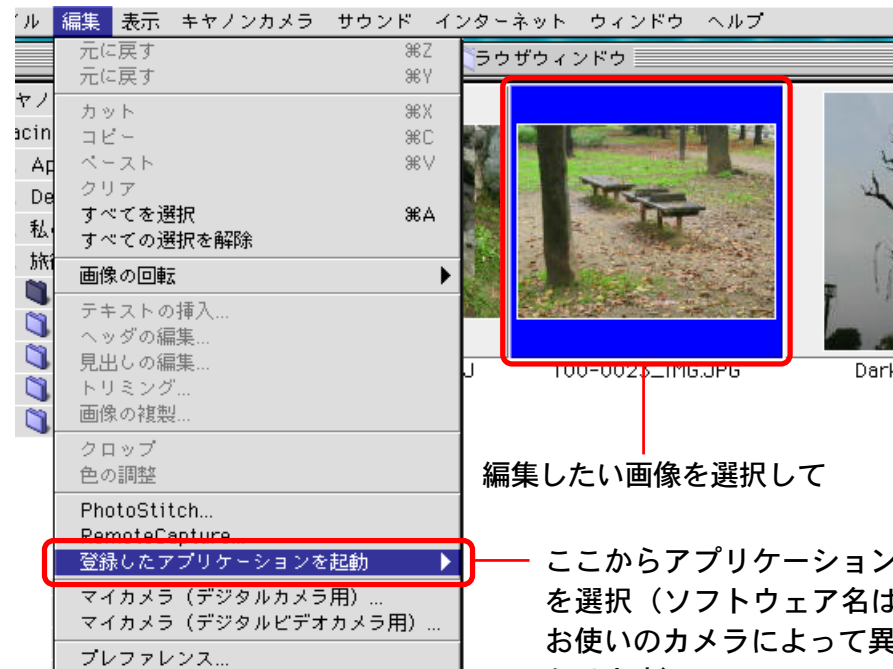 ル 編集 表示 キヤノンカメラ サウンド インターネット ウィンドウ ヘルプ
元に戻す ⌘Z
元に戻す ⌘Y
カット ⌘X
コピー ⌘C
ペースト ⌘V
クリア
すべてを選択 ⌘A
すべての選択を解除
画像の回転
テキストの挿入...
ヘッダの編集...
見出しの編集...
トリミング...
画像の複製...
クロップ
色の調整
PhotoStitch...
RemoteCapture...
登録したアプリケーションを起動
マイカメラ（デジタルカメラ用）...
マイカメラ（デジタルビデオカメラ用）...
プレファレンス...
ヤノ
acin
Ap
De
私
旅行
ラウザウィンドウ
J
100-0023_IMG.JPG
Dark
編集したい画像を選択して
ここからアプリケーション
を選択（ソフトウェア名は
お使いのカメラによって異